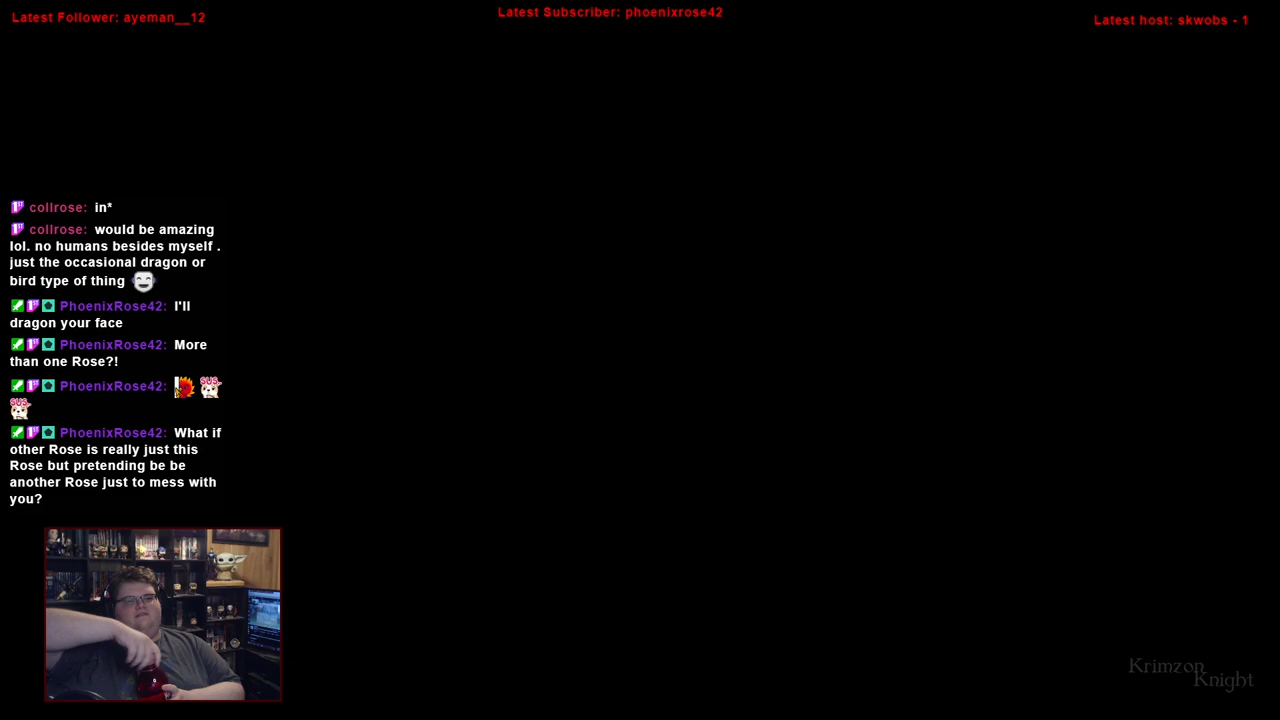 Latest Follower: ayeman__12
Latest Subscriber: phoenixrose42
Latest host: skwobs - 1
collrose: in*
collrose: would be amazing
lol. no humans besides myself .
just the occasional dragon or
bird type of thing
PhoenixRose42: I'll
dragon your face
PhoenixRose42: More
than one Rose?!
PhoenixRose42: SUS
SUS
PhoenixRose42: What if
other Rose is really just this
Rose but pretending be be
another Rose just to mess with
you?
Krimzon
Knight